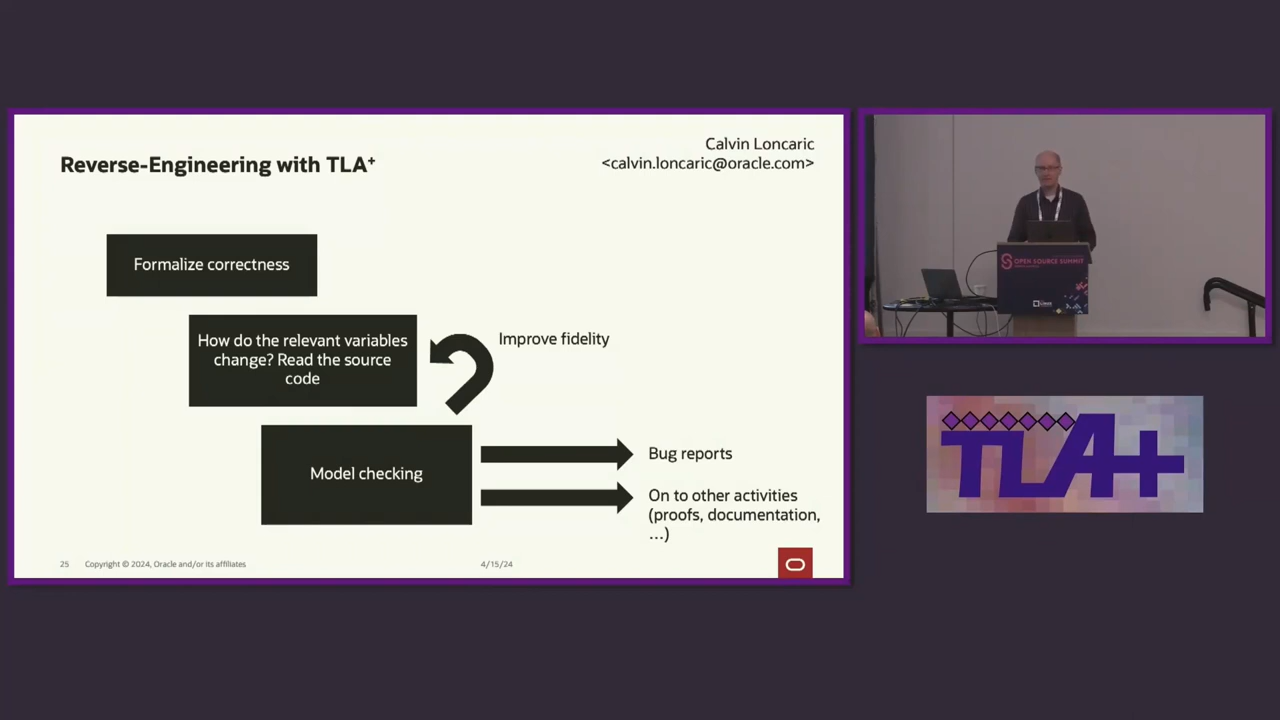 Reverse-Engineering with TLA+
Calvin Loncaric
<calvin.loncaric@oracle.com>
Formalize correctness
How do the relevant variables
change? Read the source
code
Improve fidelity
Model checking
Bug reports
On to other activities
(proofs, documentation,
...)
25
Copyright © 2024, Oracle and/or its affiliates
4/15/24
OPEN SOURCE SUMMIT
LINUX
TLA+